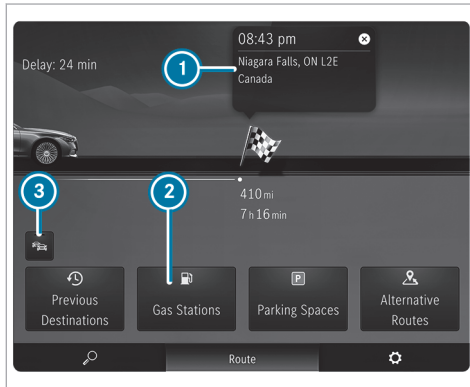 08:43 pm
Delay: 24 min
1
Niagara Falls, ON L2E
Canada
3
2
410 mi
7 h 16 min
P
Previous
Destinations
Gas Stations
Parking Spaces
Alternative
Routes
Route